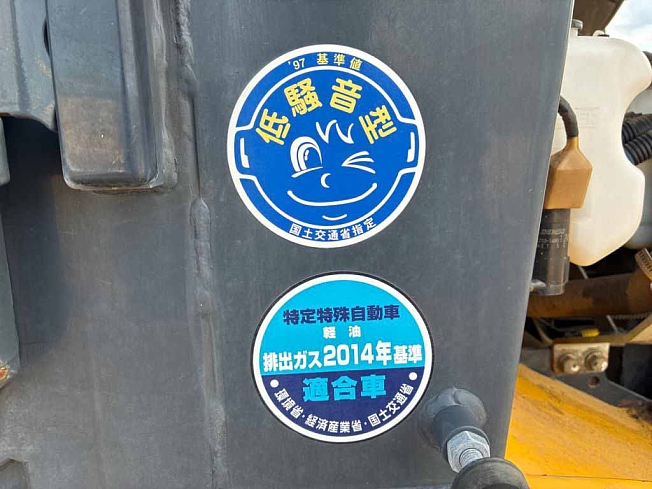 '97 基準値
低騒音型
国土交通省指定
特定特殊自動車
軽油
排出ガス2014年基準
適合車
環境省・経済産業省・国土交通省